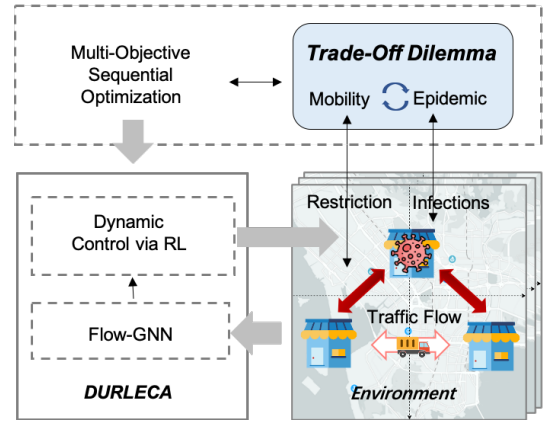 Multi-Objective
Sequential
Optimization
Trade-Off Dilemma
Mobility
Epidemic
Dynamic
Control via RL
Flow-GNN
DURLECA
Restriction
Infections
Traffic Flow
Environment